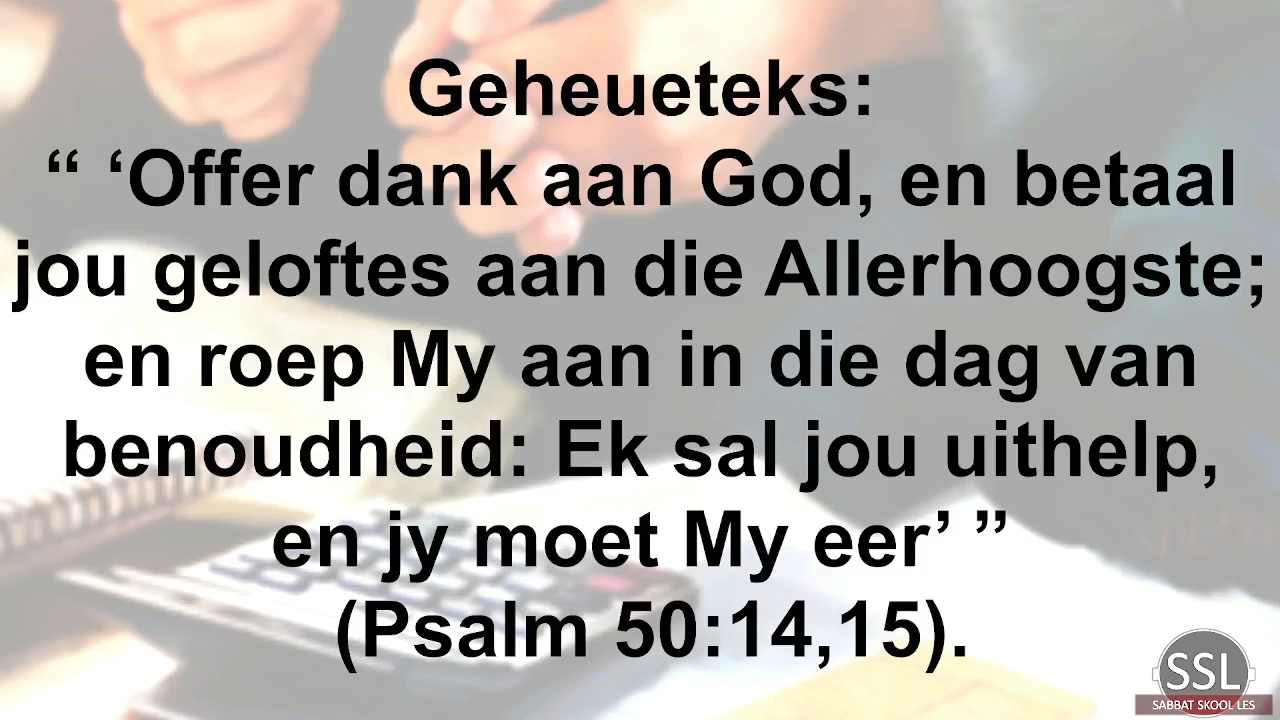 Geheueteks:
“ ‘Offer dank aan God, en betaal
jou geloftes aan die Allerhoogste;
en roep My aan in die dag van
benoudheid: Ek sal jou uithelp,
en jy moet My eer’ ”
(Psalm 50:14,15).
SSL
SABBAT SKOOL LES